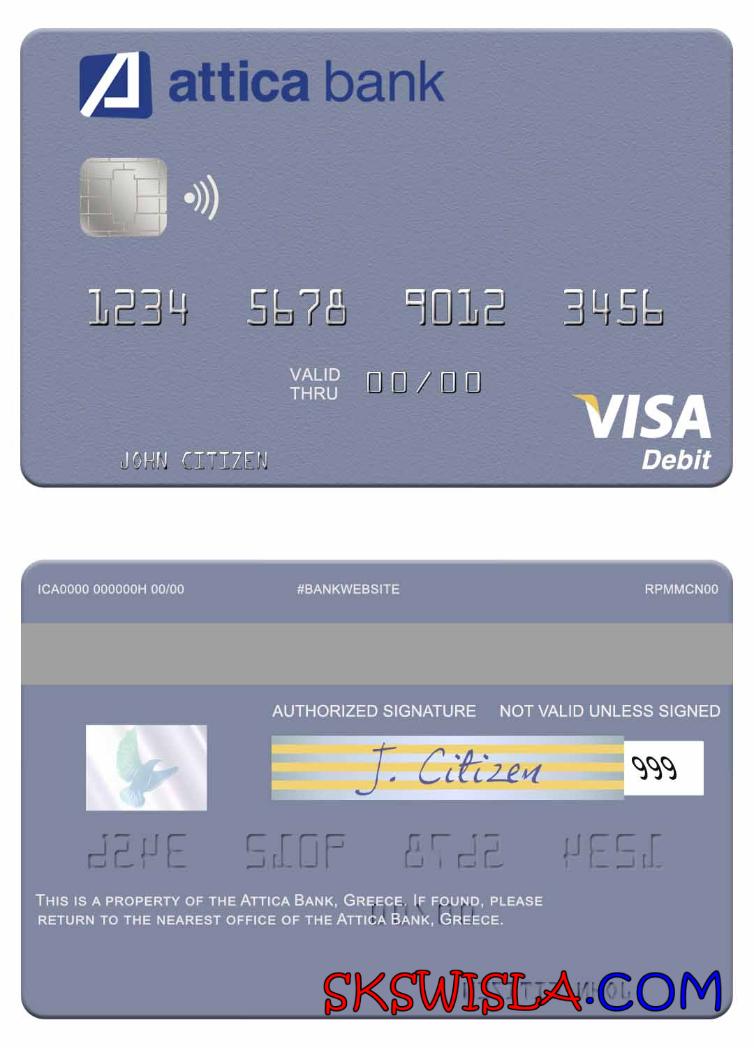 attica bank
1234 5678 9012 3456
VALID THRU 00/00
VISA
Debit
JOHN CITIZEN
ICA0000 000000H 00/00 #BANKWEBSITE RPMMCN00
AUTHORIZED SIGNATURE NOT VALID UNLESS SIGNED
J. Citizen 999
THIS IS A PROPERTY OF THE ATTICA BANK, GREECE. IF FOUND, PLEASE
RETURN TO THE NEAREST OFFICE OF THE ATTICA BANK, GREECE.
SKSWISLA.COM